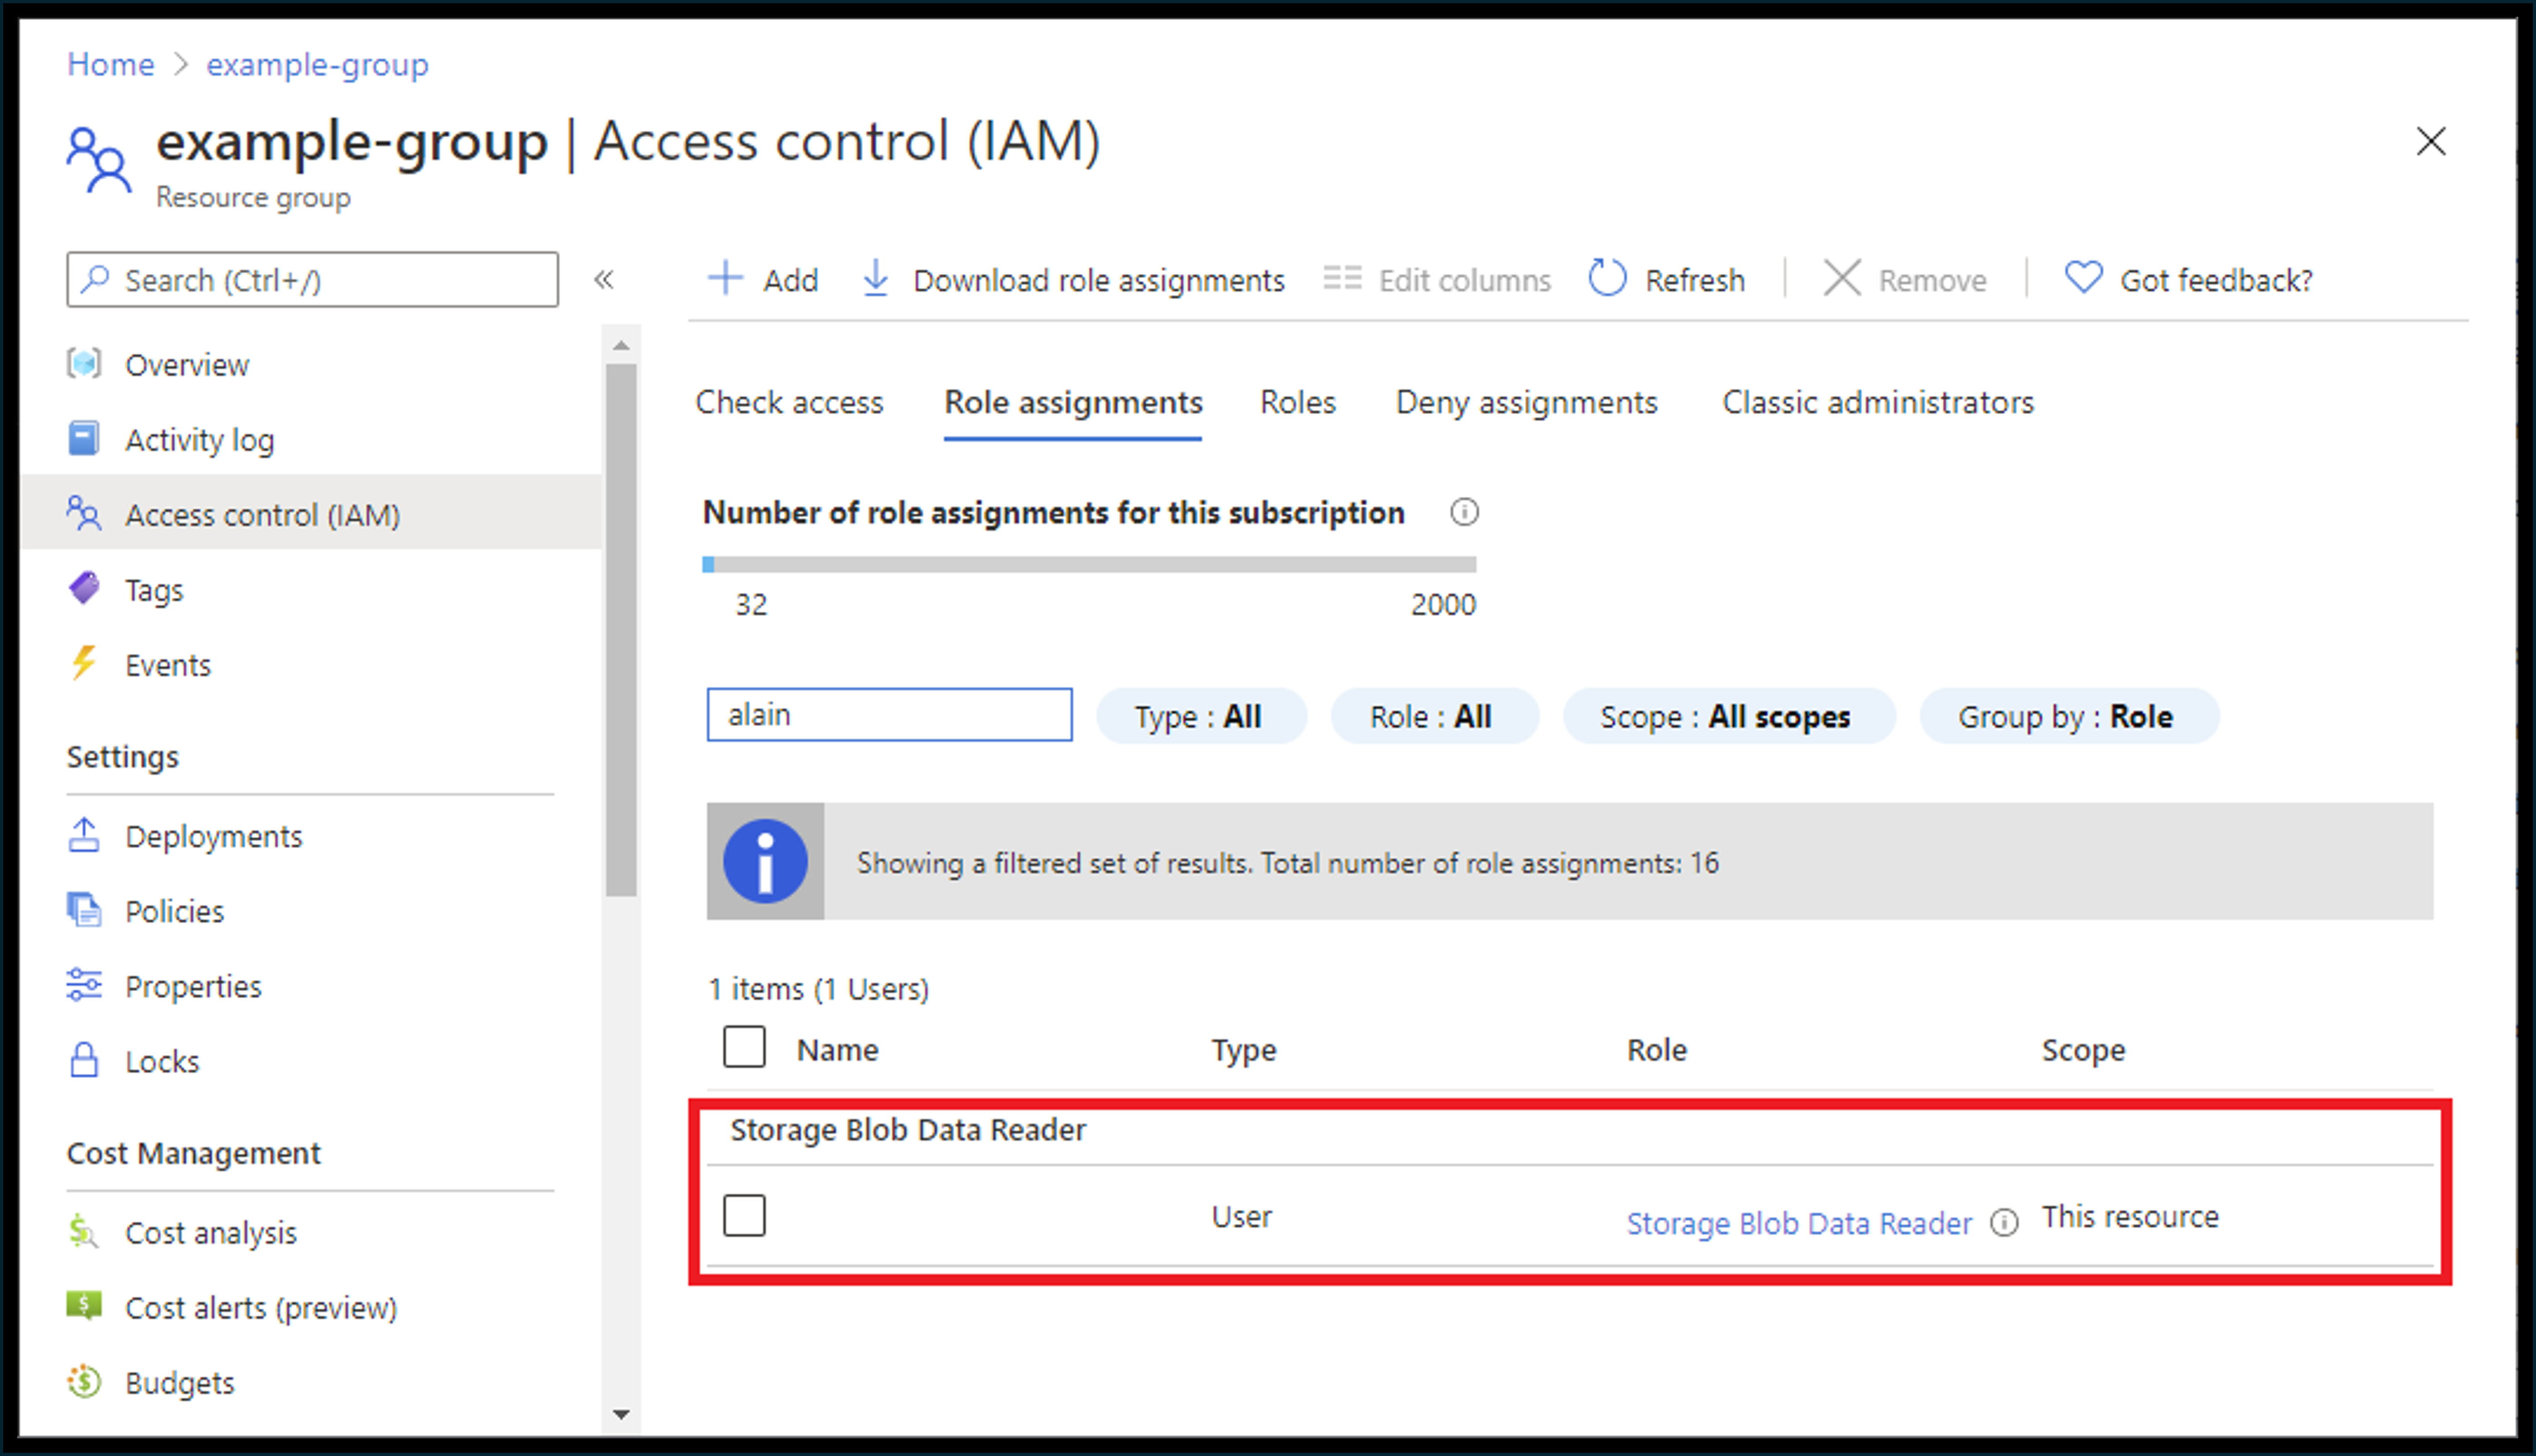 Home > example-group
example-group | Access control (IAM)
Resource group
Search (Ctrl+/)
«
Add
Download role assignments
Edit columns
Refresh
Remove
Got feedback?
Overview
Activity log
Access control (IAM)
Tags
Events
Settings
Deployments
Policies
Properties
Locks
Cost Management
Cost analysis
Cost alerts (preview)
Budgets
Check access
Role assignments
Roles
Deny assignments
Classic administrators
Number of role assignments for this subscription
32
2000
alain
Type : All
Role : All
Scope : All scopes
Group by : Role
Showing a filtered set of results. Total number of role assignments: 16
1 items (1 Users)
Name Type Role Scope
Storage Blob Data Reader
User Storage Blob Data Reader This resource